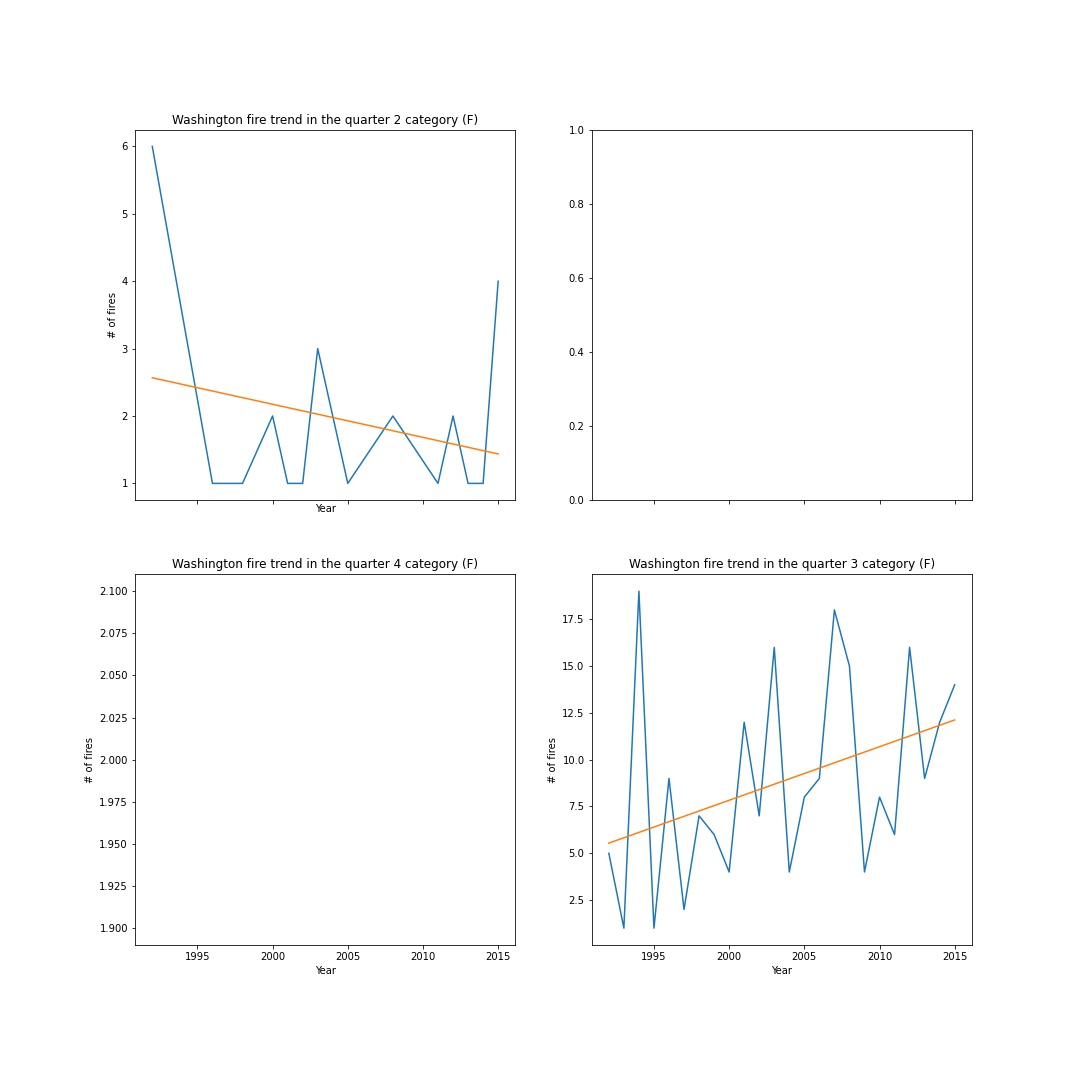 Washington fire trend in the quarter 2 category (F)
6
5
4
3
2
1
# of fires
Year
1.0
0.8
0.6
0.4
0.2
0.0
Washington fire trend in the quarter 4 category (F)
2.100
2.075
2.050
2.025
2.000
1.975
1.950
1.925
1.900
# of fires
1995 2000 2005 2010 2015
Year
Washington fire trend in the quarter 3 category (F)
17.5
15.0
12.5
10.0
7.5
5.0
2.5
# of fires
1995 2000 2005 2010 2015
Year